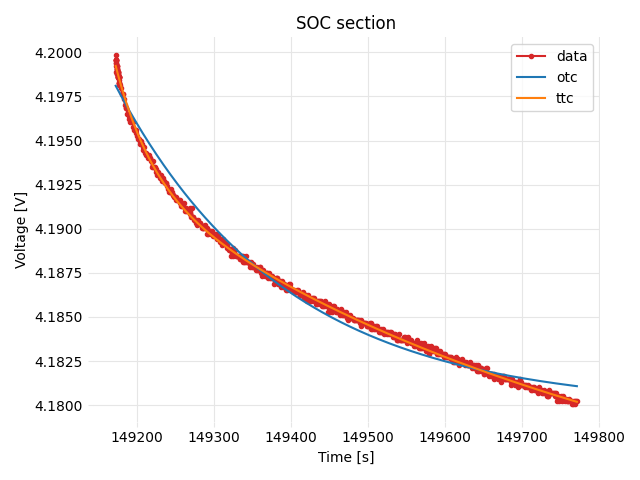 SOC section
4.2000
4.1975
4.1950
4.1925
4.1900
4.1875
4.1850
4.1825
4.1800
Voltage [V]
data
otc
ttc
149200 149300 149400 149500 149600 149700 149800
Time [s]